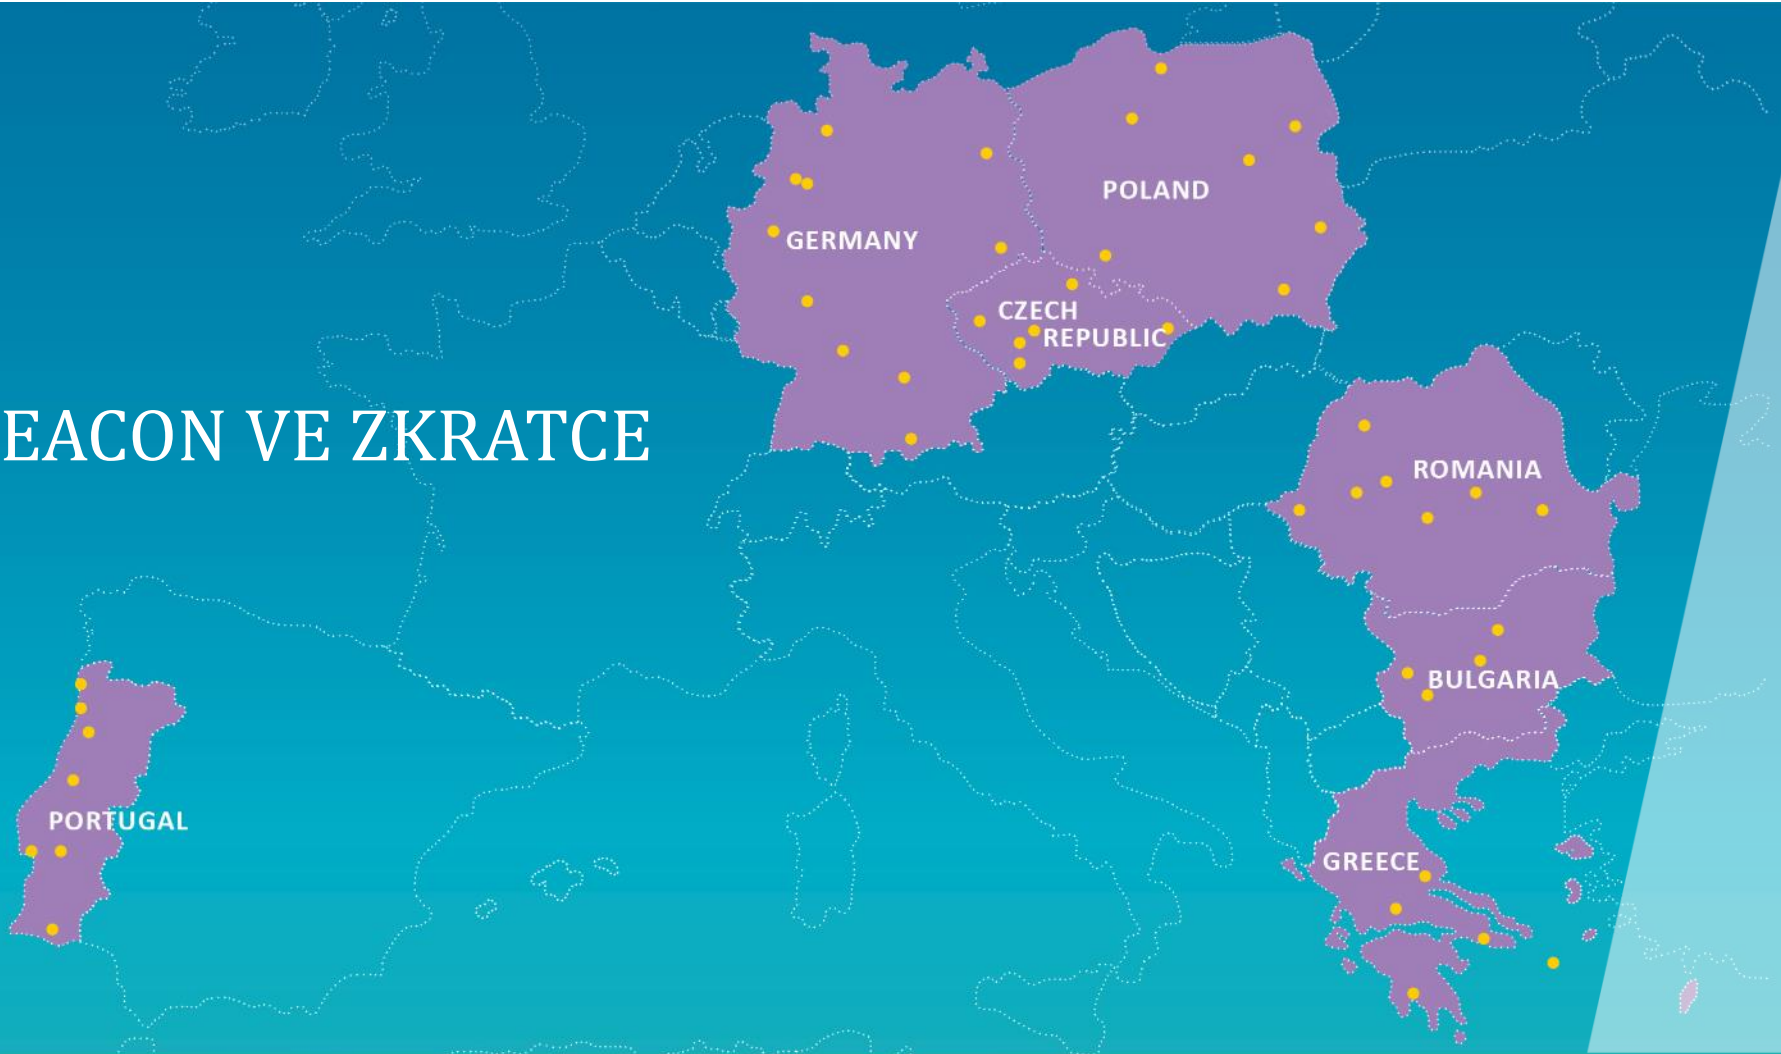 POLAND
GERMANY
CZECH
REPUBLIC
EACON VE ZKRATCE
ROMANIA
BULGARIA
PORTUGAL
GREECE